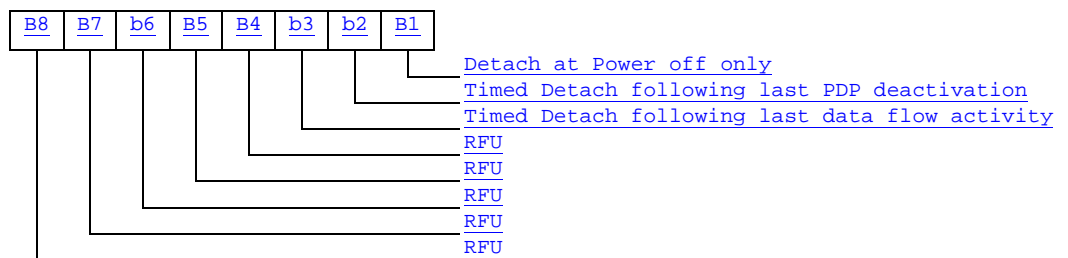 B8 B7 b6 B5 B4 b3 b2 B1
Detach at Power off only
Timed Detach following last PDP deactivation
Timed Detach following last data flow activity
RFU
RFU
RFU
RFU
RFU